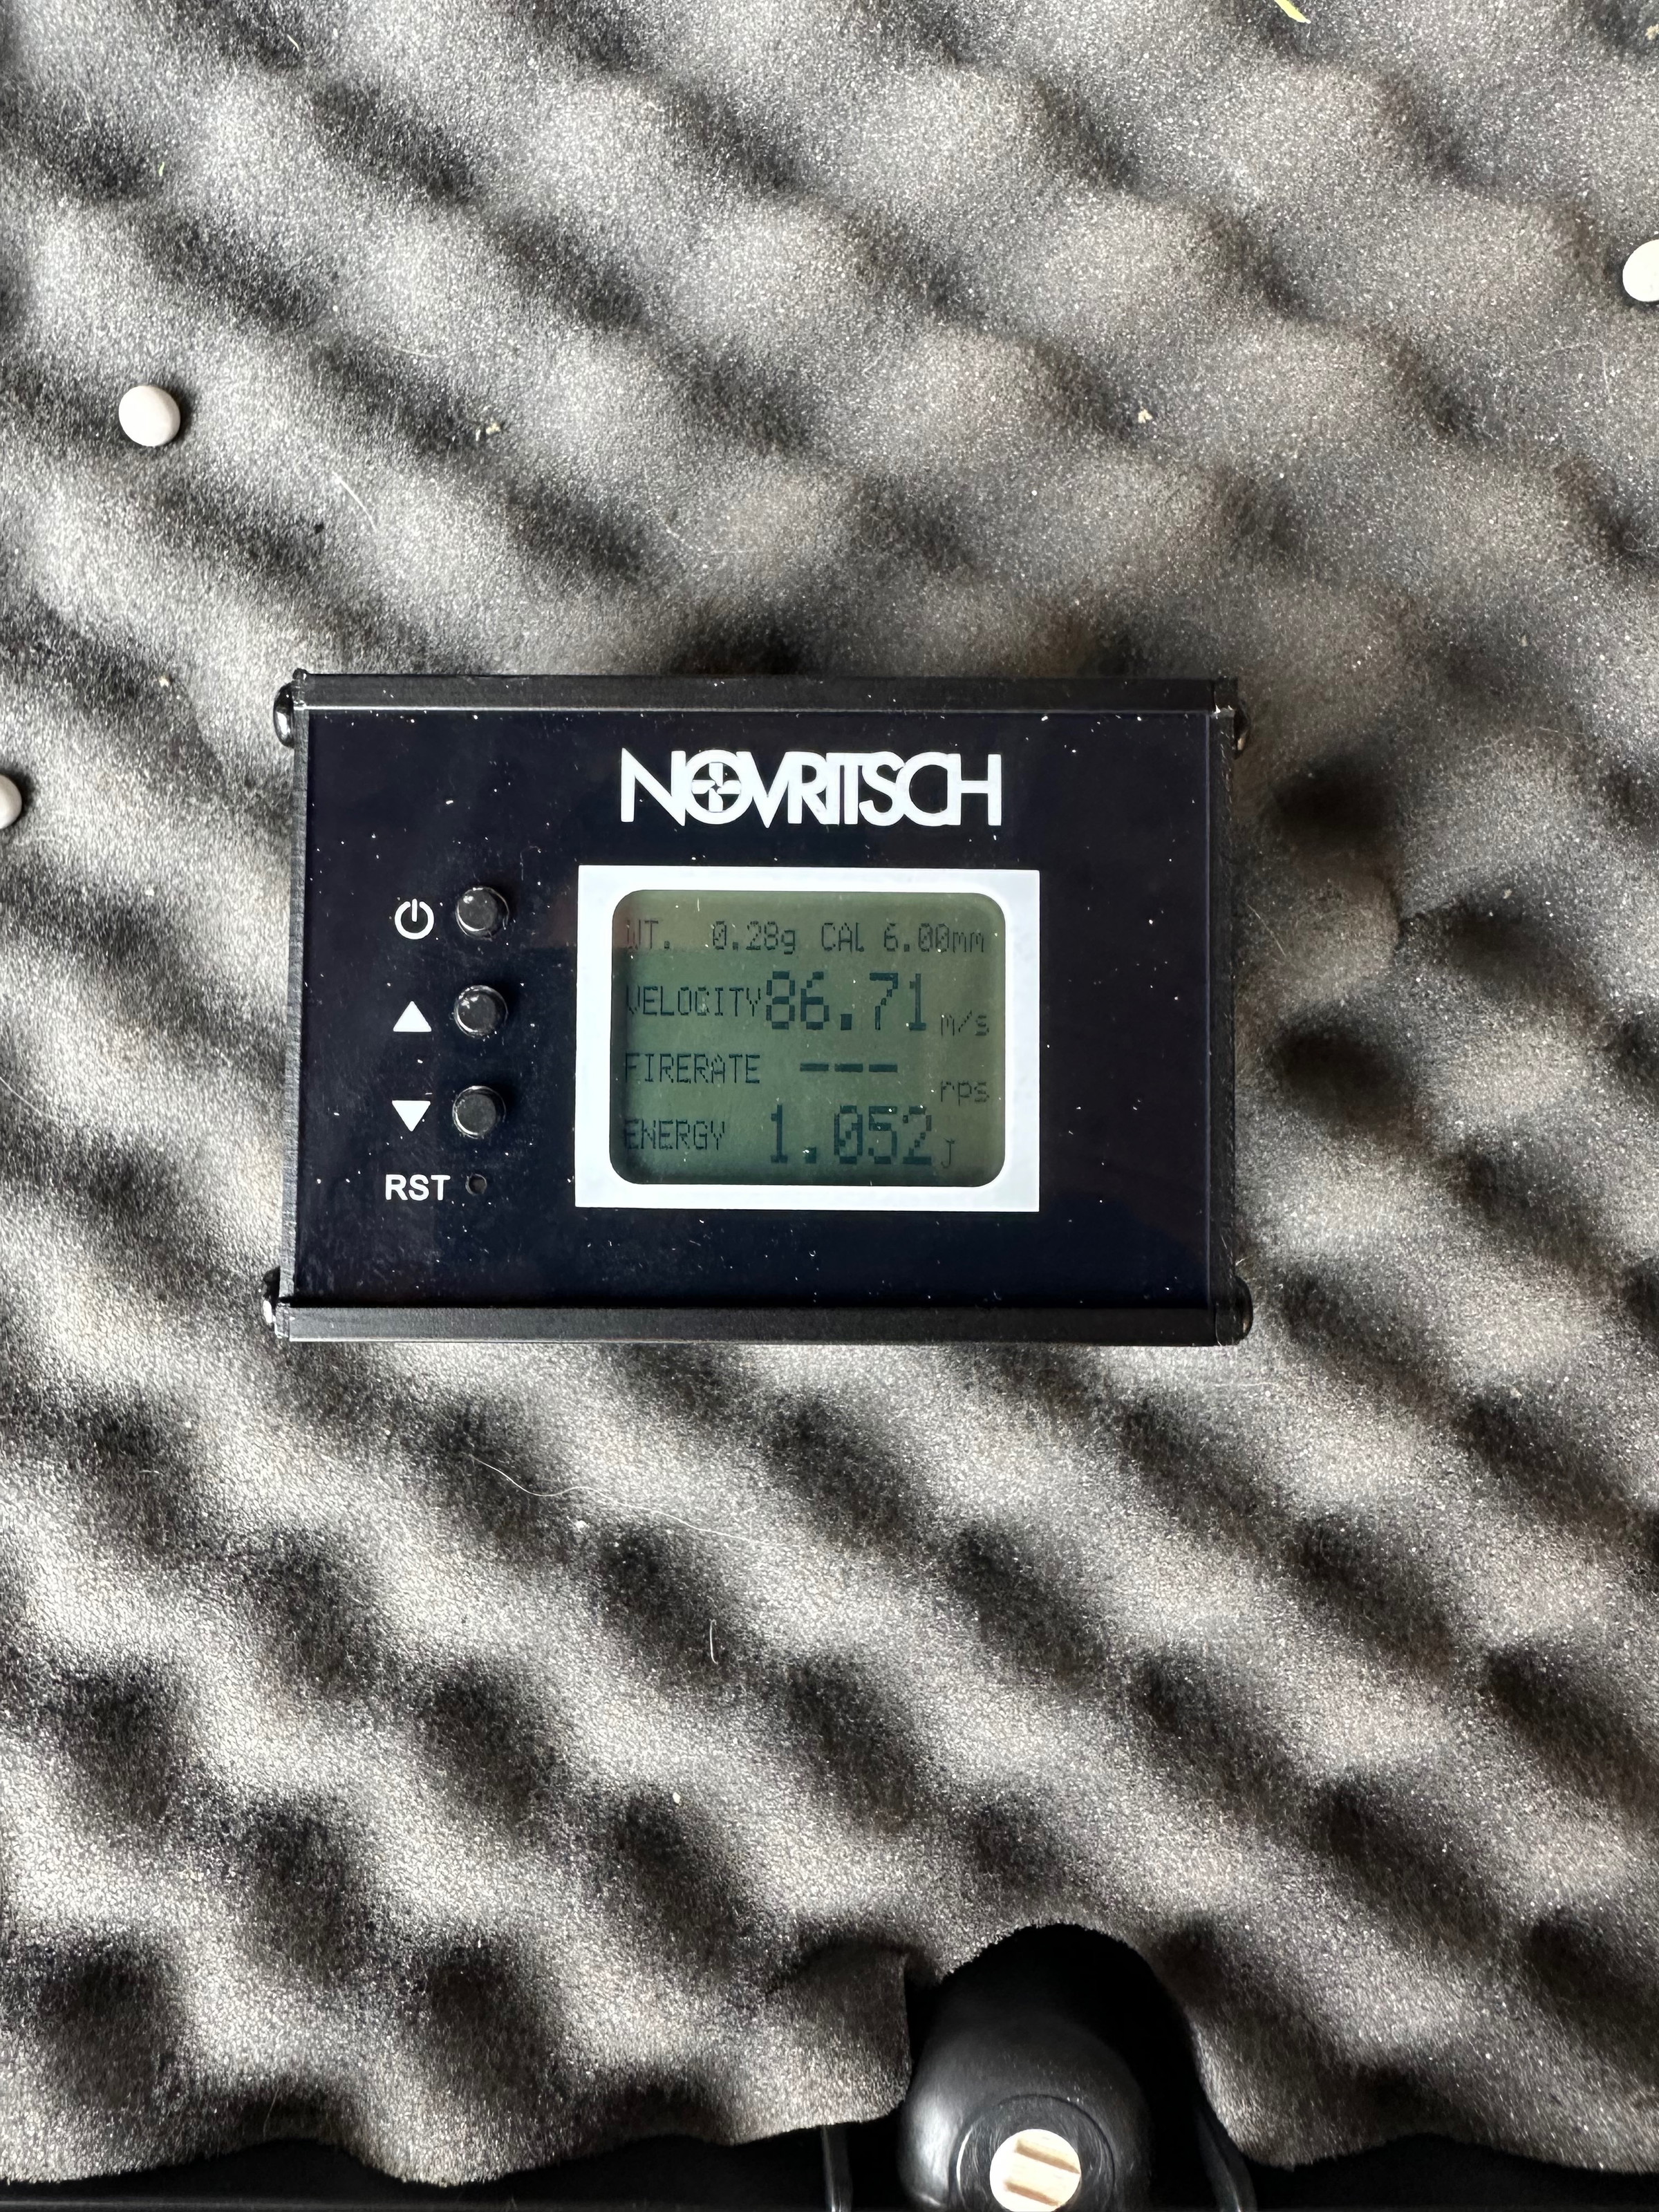 NOVRITSCH
WT. 0.28g CAL 6.00mm
VELOCITY 86.71 m/s
FIRERATE --- rps
ENERGY 1.052 J
RST